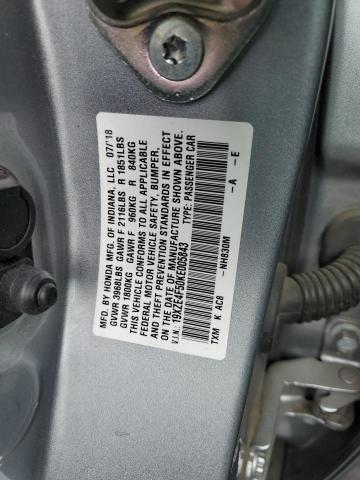 MFD. BY HONDA MFG. OF INDIANA, LLC 07/'18
GVWR 3968LBS GAWR F 2116LBS R 1851LBS
GVWR 1800KG GAWR F 960KG R 840KG
THIS VEHICLE CONFORMS TO ALL APPLICABLE
FEDERAL MOTOR VEHICLE SAFETY, BUMPER,
AND THEFT PREVENTION STANDARDS IN EFFECT
ON THE DATE OF MANUFACTURE SHOWN ABOVE.
V.I.N.: 19XZE4F50KE005843 TYPE: PASSENGER CAR
TXM K AC8 -NH830M -A -E